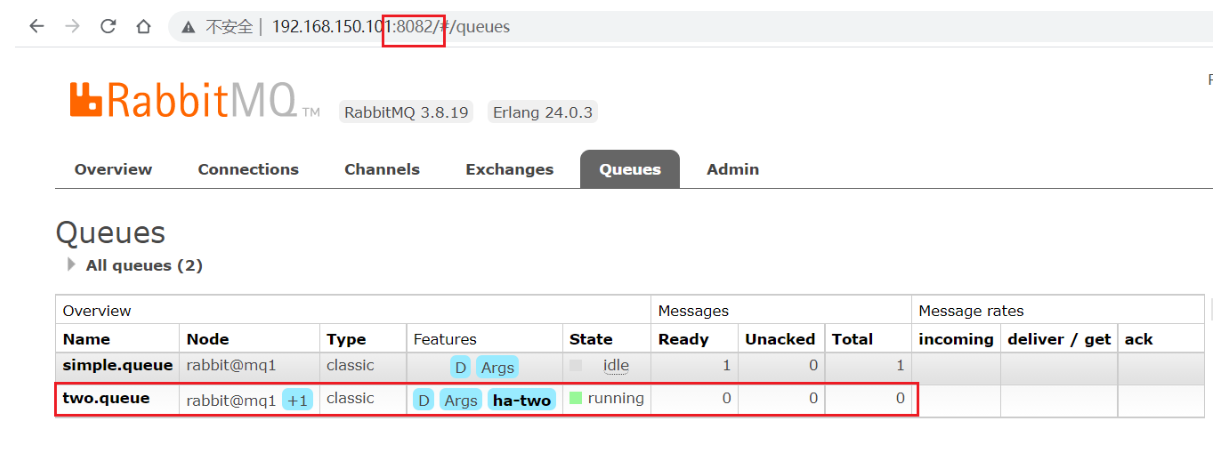 不安全 | 192.168.150.101:8082/#/queues
RabbitMQ TM RabbitMQ 3.8.19 Erlang 24.0.3
Overview Connections Channels Exchanges Queues Admin
Queues
All queues (2)
Overview Messages Message rates
Name Node Type Features State Ready Unacked Total incoming deliver / get ack
simple.queue rabbit@mq1 classic D Args idle 1 0 1
two.queue rabbit@mq1 +1 classic D Args ha-two running 0 0 0